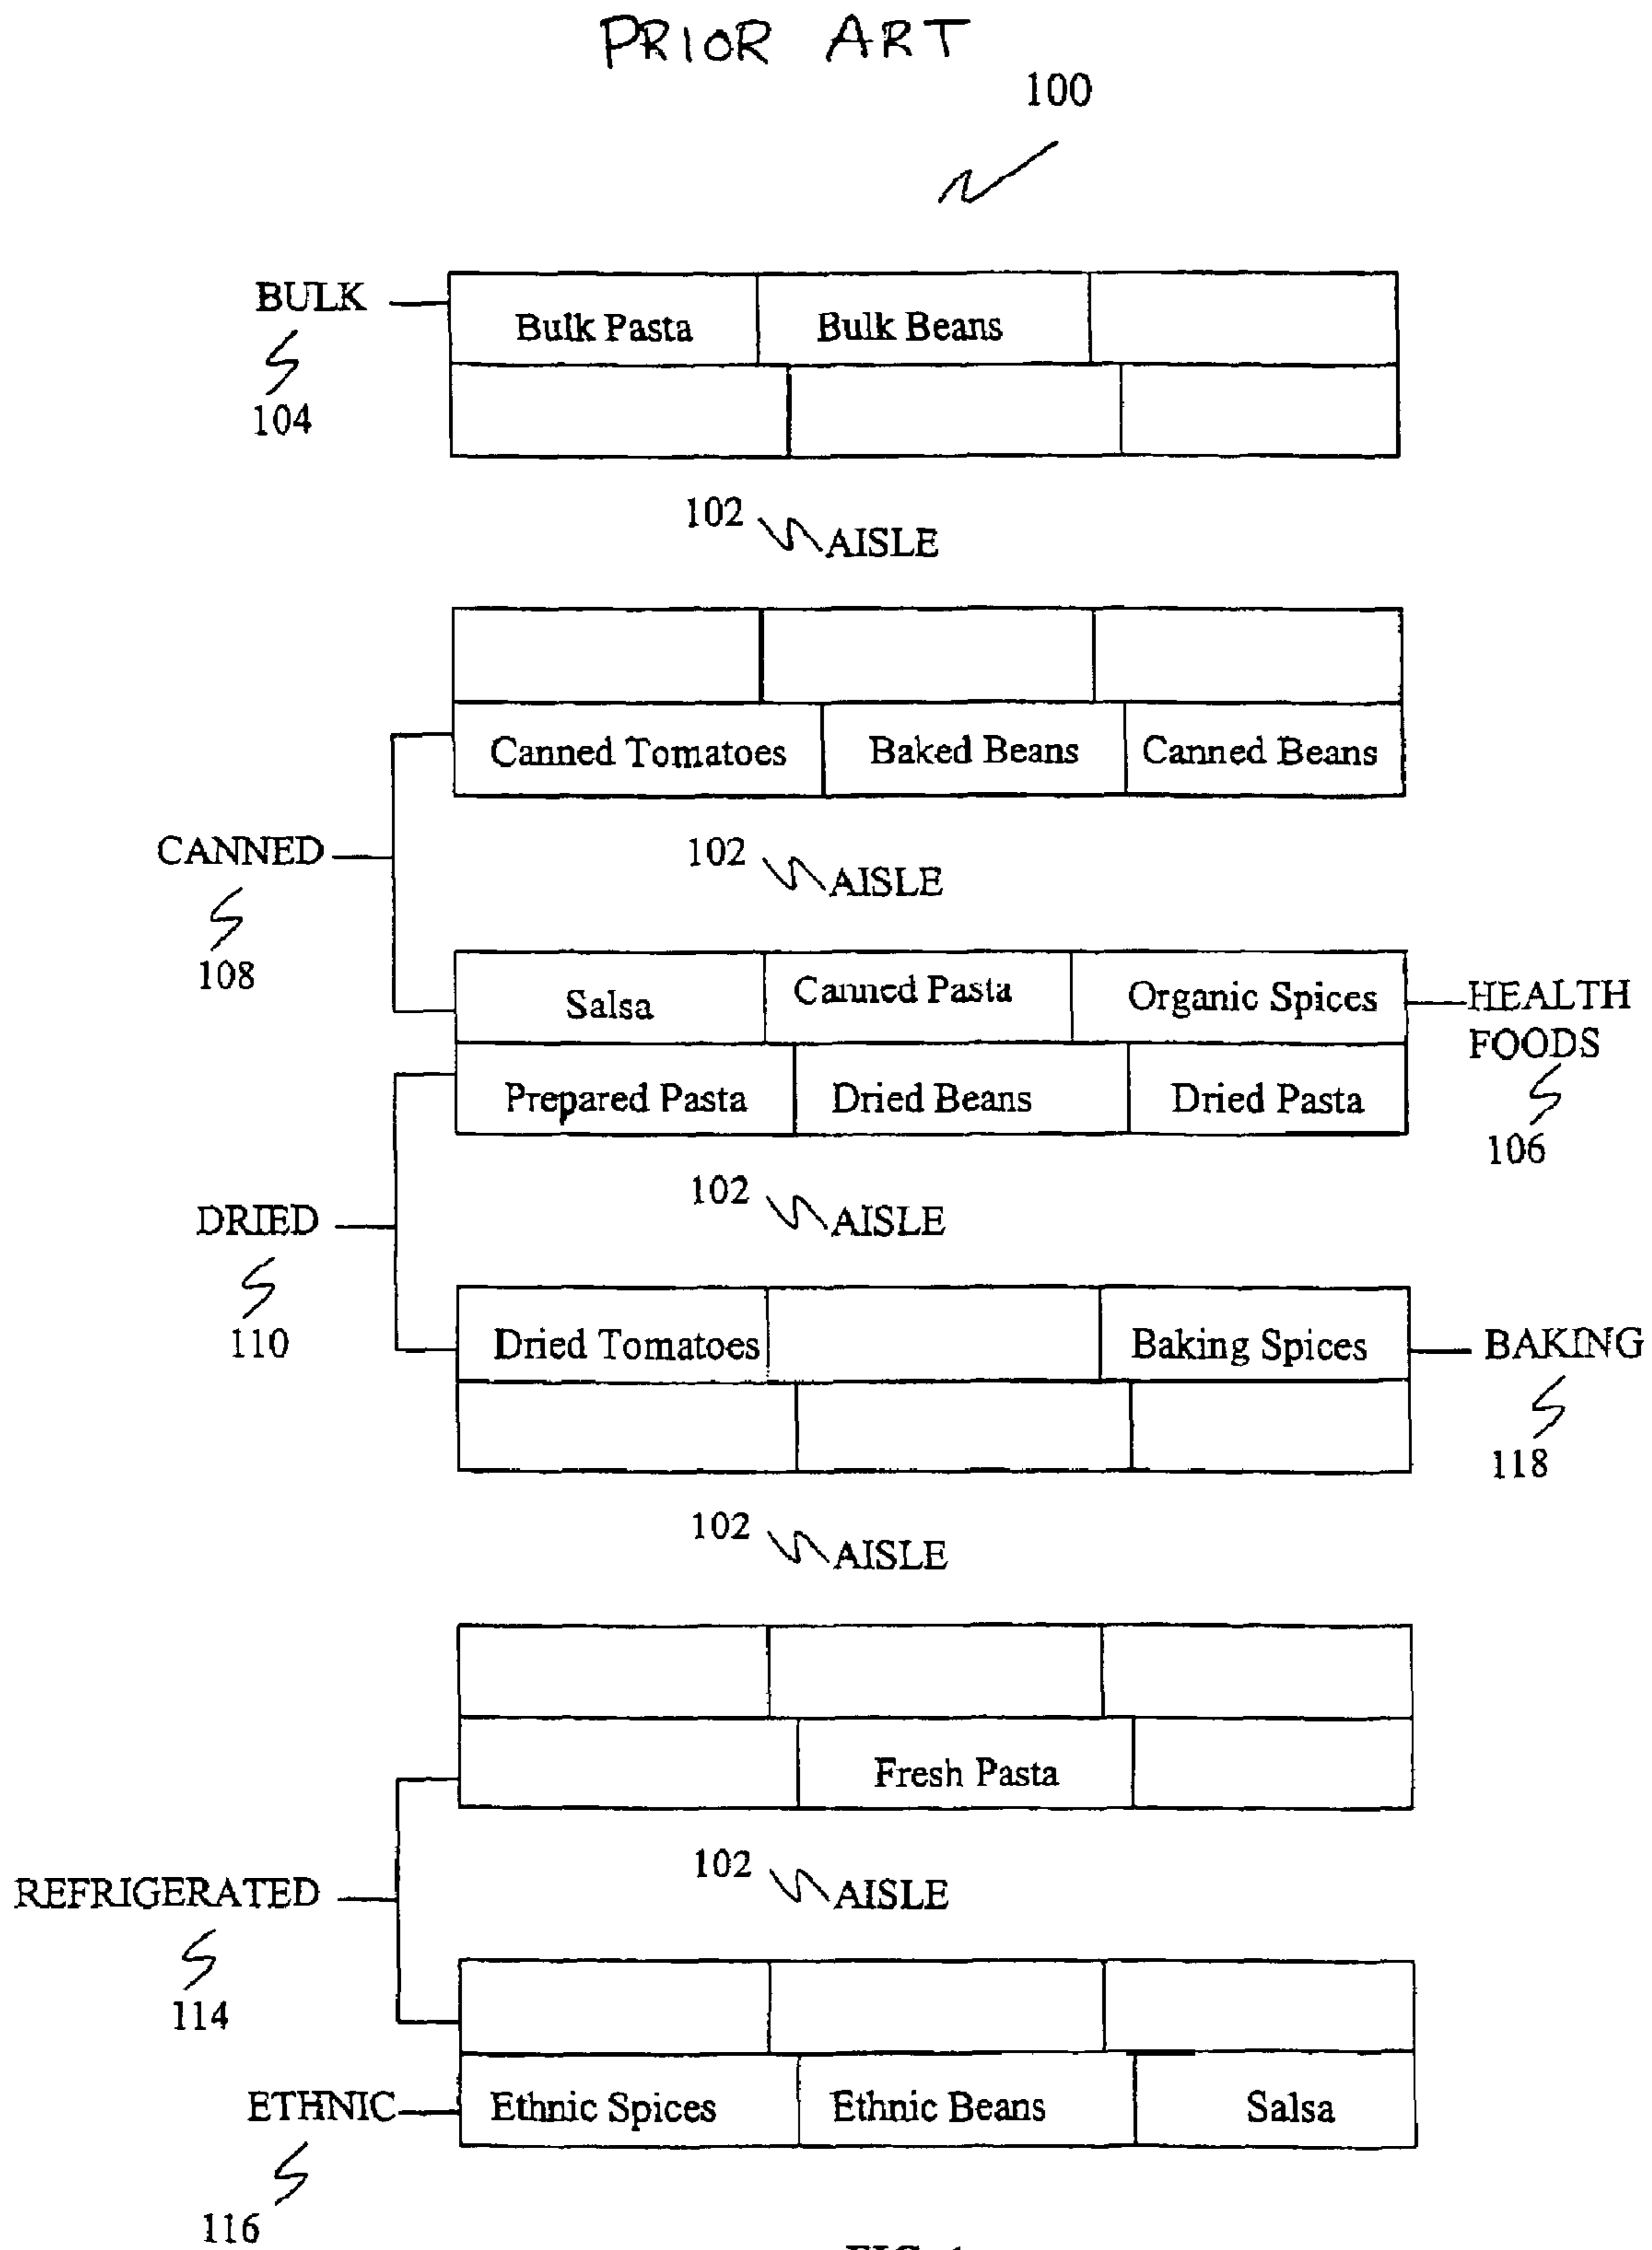 PRIOR ART
100
BULK
Bulk Pasta
Bulk Beans
104
102
AISLE
Canned Tomatoes
Baked Beans
Canned Beans
CANNED
102
AISLE
108
Salsa
Canned Pasta
Organic Spices
HEALTH
FOODS
Prepared Pasta
Dried Beans
Dried Pasta
106
DRIED
102
AISLE
110
Dried Tomatoes
Baking Spices
BAKING
118
102
AISLE
Fresh Pasta
REFRIGERATED
102
AISLE
114
ETHNIC
Ethnic Spices
Ethnic Beans
Salsa
116